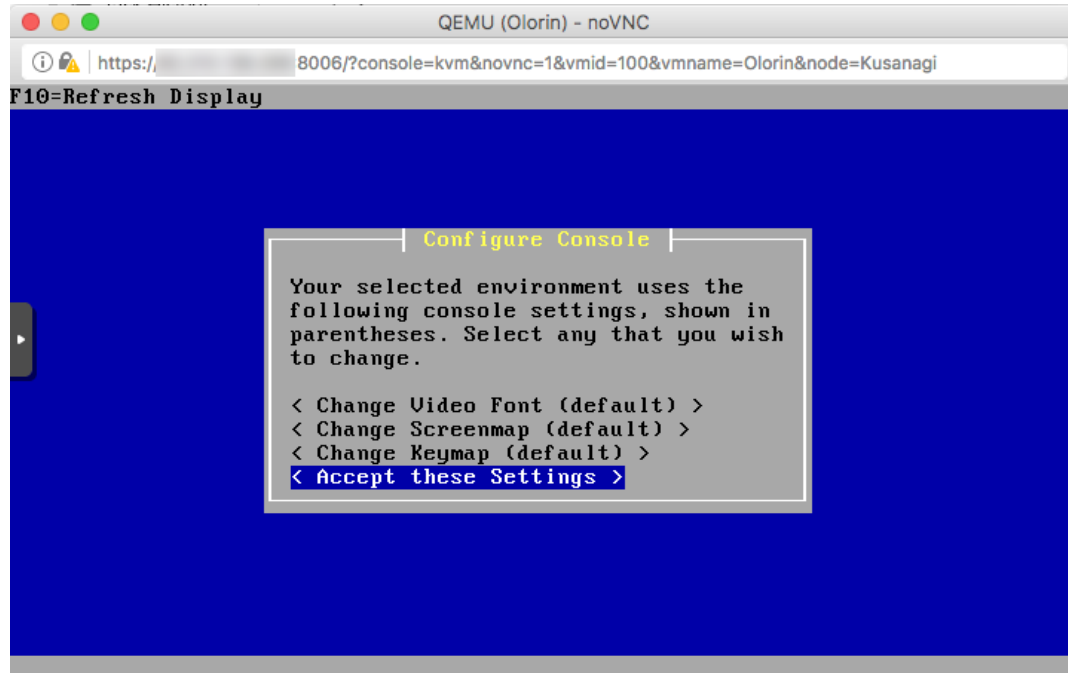 QEMU (Olorin) - noVNC
https:/ 8006/?console=kvm&novnc=1&vmid=100&vmname=Olorin&node=Kusanagi
F10=Refresh Display
Configure Console
Your selected environment uses the
following console settings, shown in
parentheses. Select any that you wish
to change.
< Change Video Font (default) >
< Change Screenmap (default) >
< Change Keymap (default) >
< Accept these Settings >